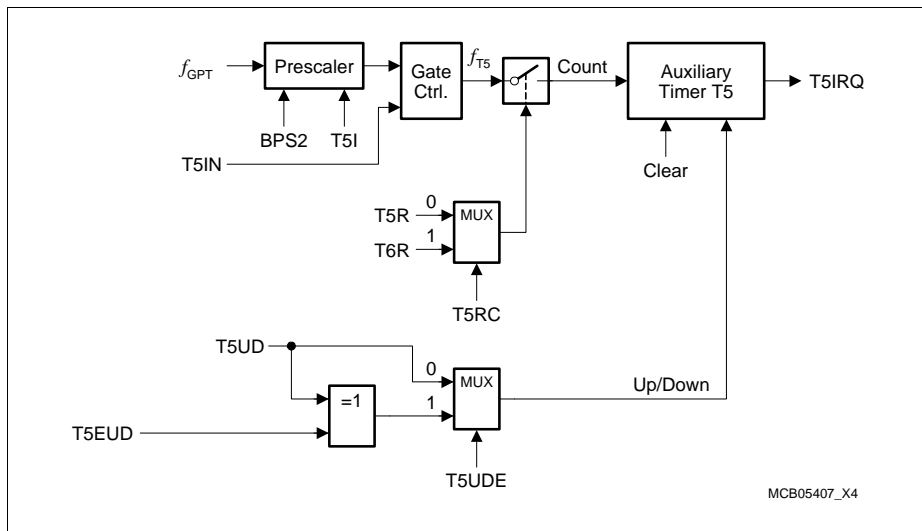 fGPT
Prescaler
BPS2
T5I
T5IN
Gate
Ctrl.
fT5
Count
Auxiliary
Timer T5
T5IRQ
Clear
T5R
0
T6R
1
MUX
T5RC
T5UD
0
=1
1
MUX
Up/Down
T5EUD
T5UDE
MCB05407_X4